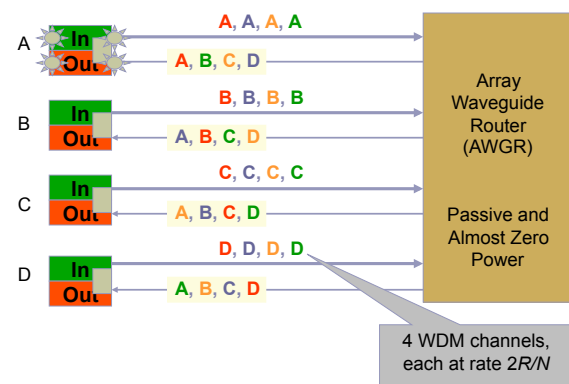 A, A, A, A
A
In
Out
A, B, C, D
B, B, B, B
B
In
Out
A, B, C, D
C, C, C, C
C
In
Out
A, B, C, D
D, D, D, D
D
In
Out
A, B, C, D
Array
Waveguide
Router
(AWGR)
Passive and
Almost Zero
Power
4 WDM channels,
each at rate 2R/N